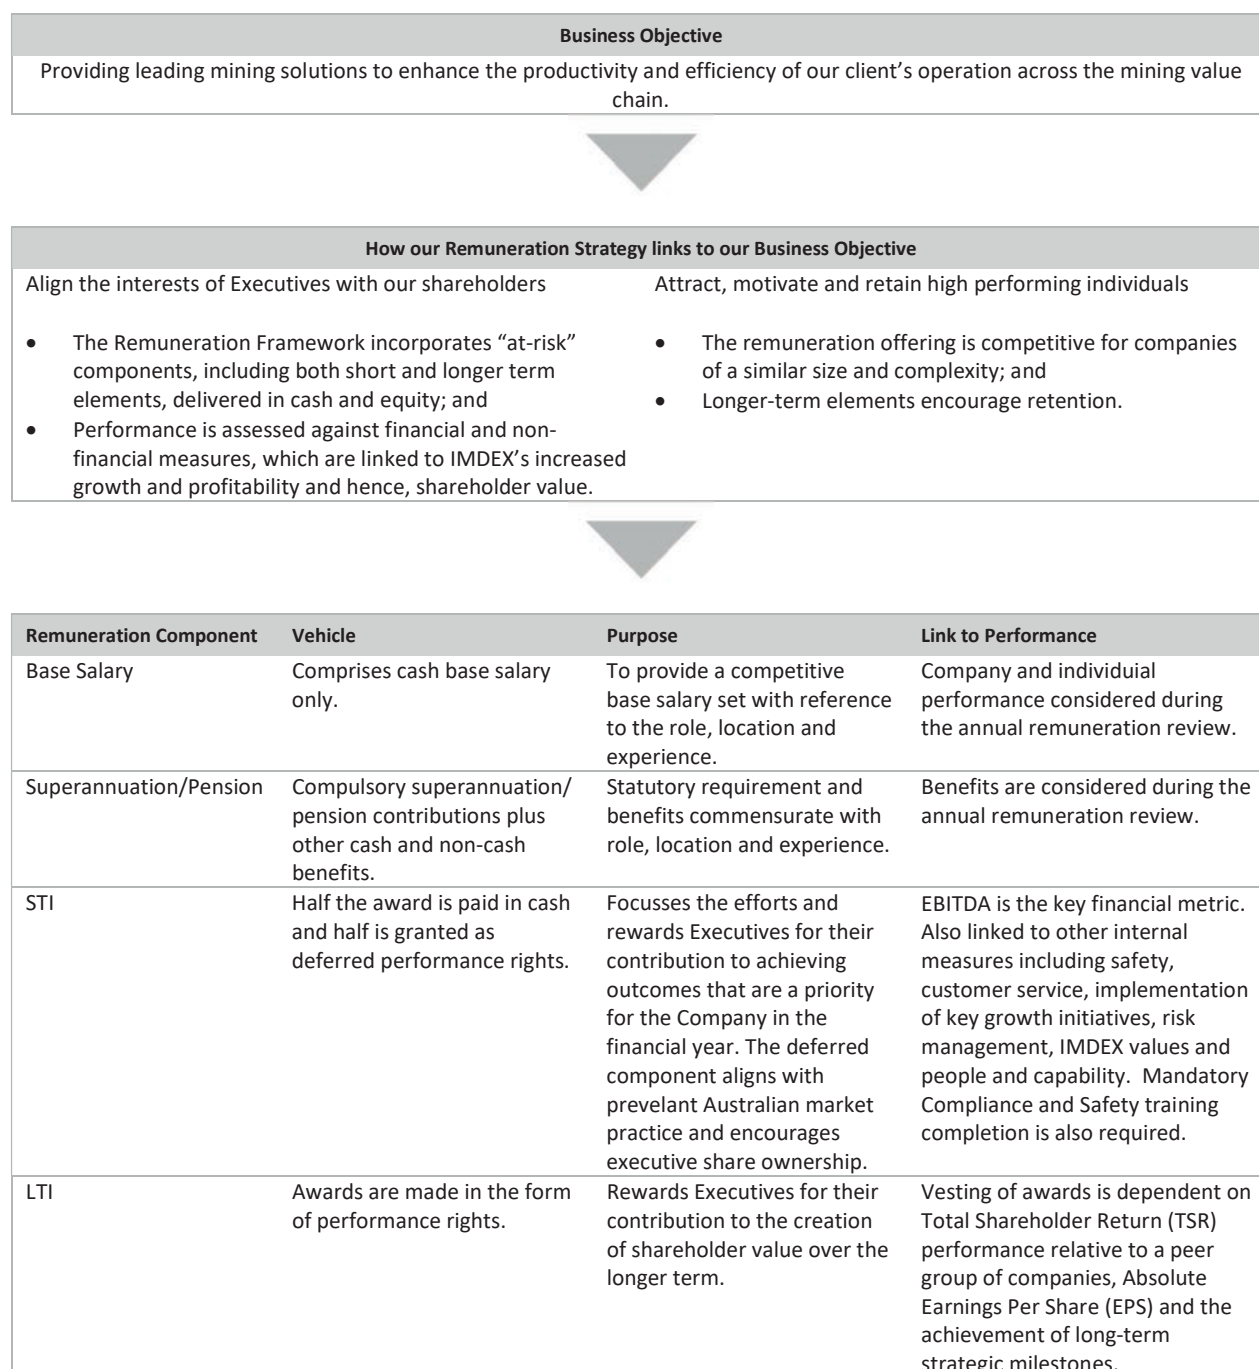 Business Objective
Providing leading mining solutions to enhance the productivity and efficiency of our client’s operation across the mining value
chain.
How our Remuneration Strategy links to our Business Objective
Align the interests of Executives with our shareholders
• The Remuneration Framework incorporates “at-risk”
components, including both short and longer term
elements, delivered in cash and equity; and
• Performance is assessed against financial and non-
financial measures, which are linked to IMDEX’s increased
growth and profitability and hence, shareholder value.
Attract, motivate and retain high performing individuals
• The remuneration offering is competitive for companies
of a similar size and complexity; and
• Longer-term elements encourage retention.
Remuneration Component Vehicle Purpose Link to Performance
Base Salary
Comprises cash base salary
only.
To provide a competitive
base salary set with reference
to the role, location and
experience.
Company and individuial
performance considered during
the annual remuneration review.
Superannuation/Pension
Compulsory superannuation/
pension contributions plus
other cash and non-cash
benefits.
Statutory requirement and
benefits commensurate with
role, location and experience.
Benefits are considered during the
annual remuneration review.
STI
Half the award is paid in cash
and half is granted as
deferred performance rights.
Focusses the efforts and
rewards Executives for their
contribution to achieving
outcomes that are a priority
for the Company in the
financial year. The deferred
component aligns with
prevelant Australian market
practice and encourages
executive share ownership.
EBITDA is the key financial metric.
Also linked to other internal
measures including safety,
customer service, implementation
of key growth initiatives, risk
management, IMDEX values and
people and capability. Mandatory
Compliance and Safety training
completion is also required.
LTI
Awards are made in the form
of performance rights.
Rewards Executives for their
contribution to the creation
of shareholder value over the
longer term.
Vesting of awards is dependent on
Total Shareholder Return (TSR)
performance relative to a peer
group of companies, Absolute
Earnings Per Share (EPS) and the
achievement of long-term
strategic milestones.